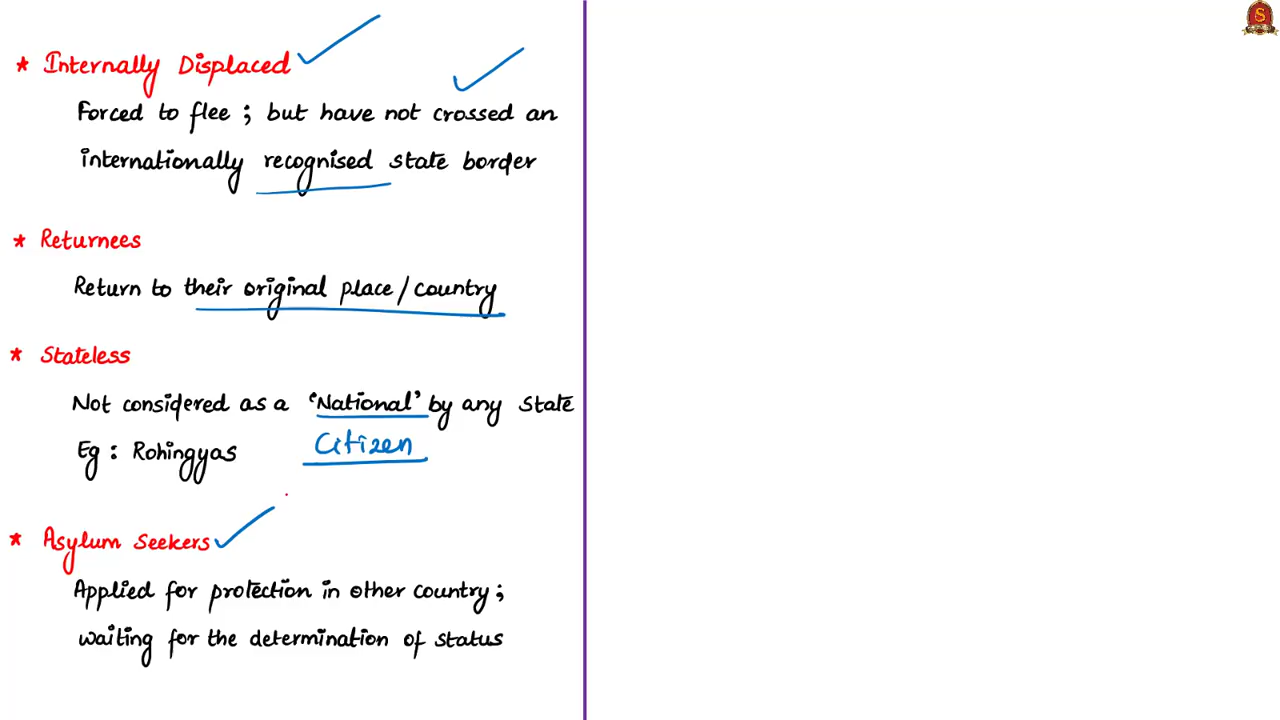 * Internally Displaced
Forced to flee ; but have not crossed an
internationally recognised state border
* Returnees
Return to their original place / country
* Stateless
Not considered as a 'National' by any State
Citizen
Eg : Rohingyas
* Asylum Seekers
Applied for protection in other country ;
waiting for the determination of status
S